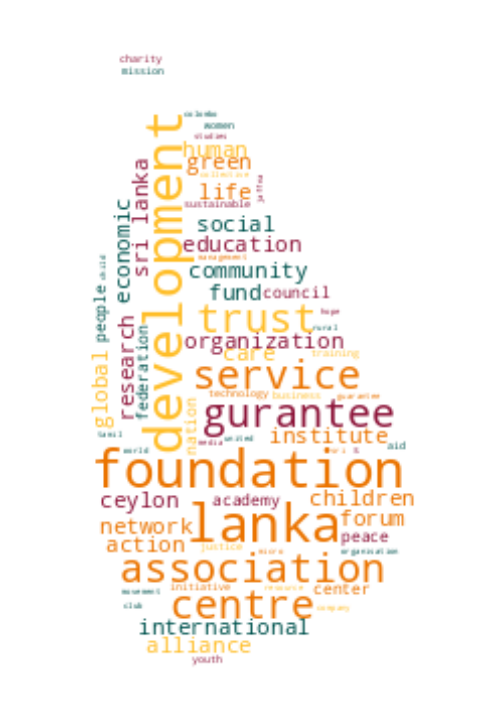 charity
mission
colombo
women
studies
human
green
collective
life
sustainable
jaffna
development
sri lanka
economic
social
education
management
community
fund council
people
child
trust
hope
rural
organization
care training
research
federation
global
service
technology business guarantee
nation
gurantee
tamil
media united institute
aid
world
sri
foundation
ceylon academy children
lanka
network forum
action peace
justice micro organisation
association
movement initiative response center
centre
club company
international
alliance
youth